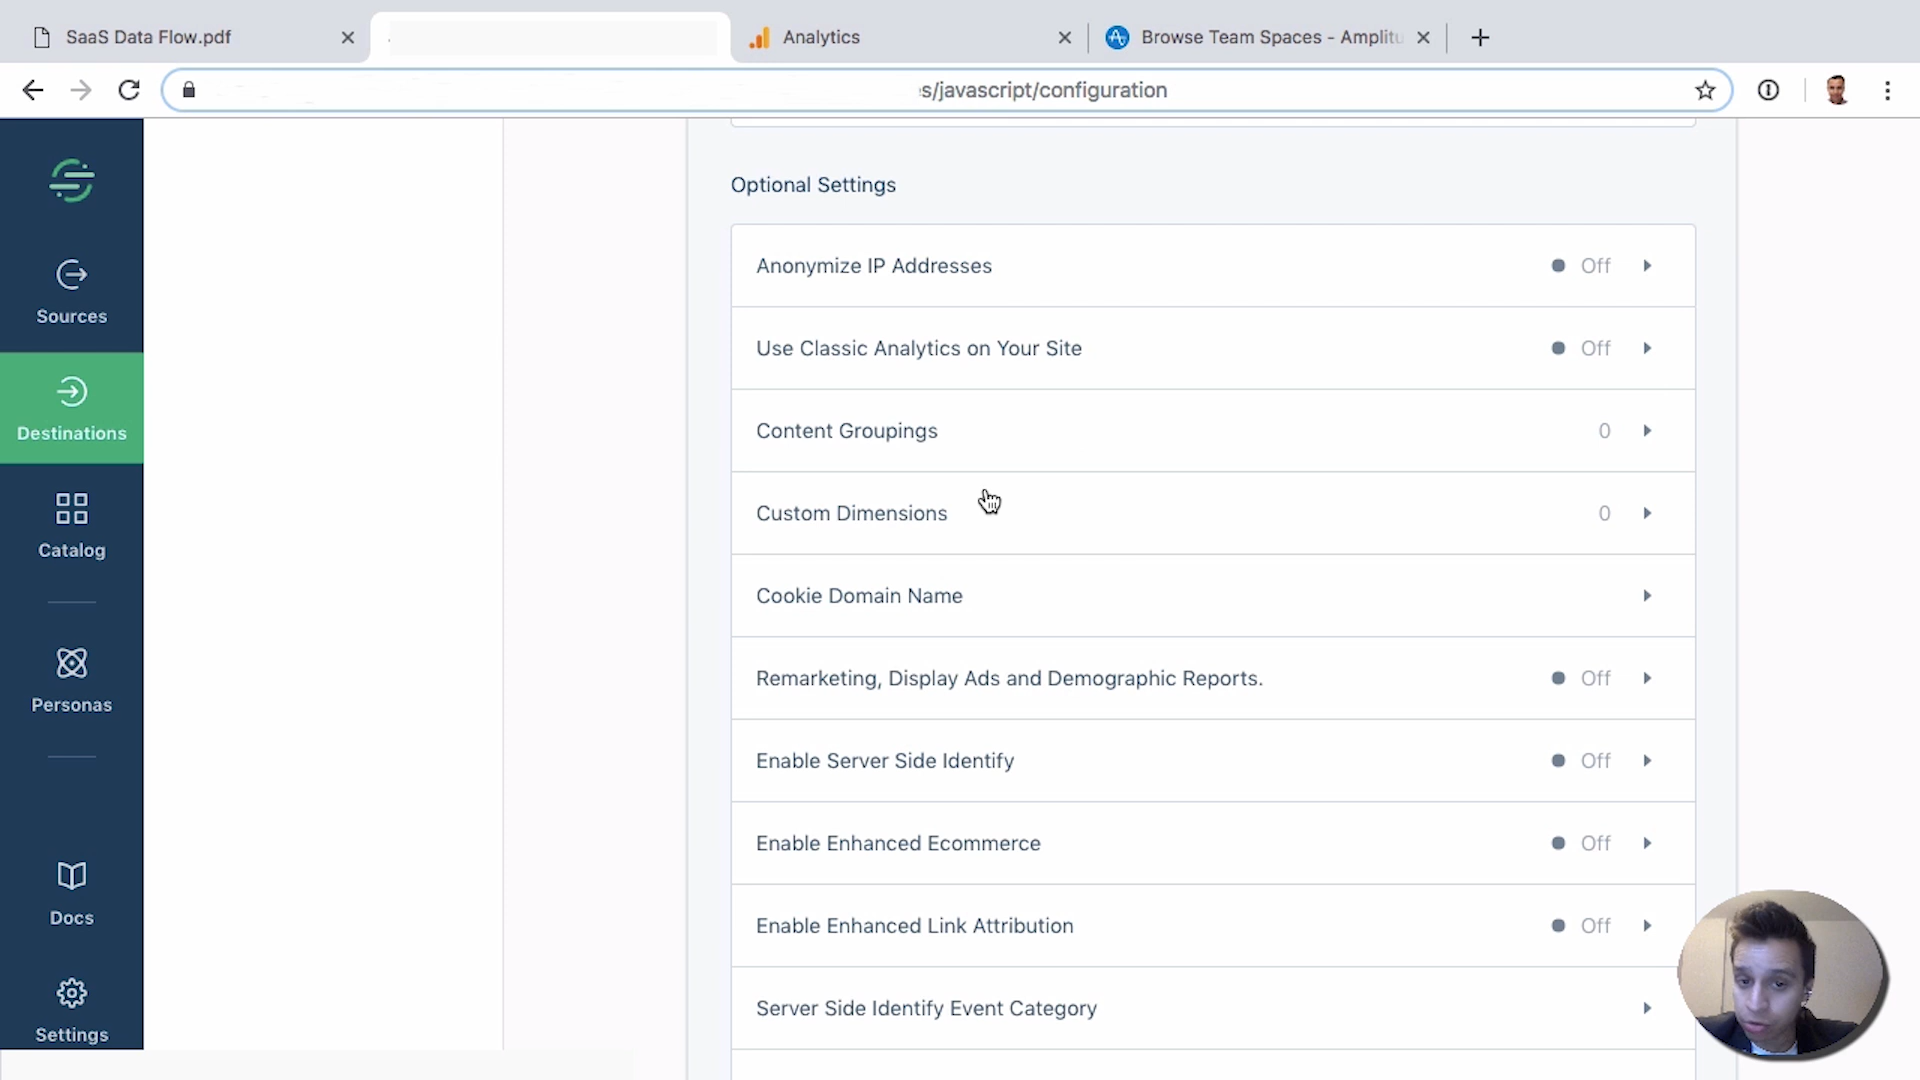 SaaS Data Flow.pdf
Analytics
Browse Team Spaces - Amplitu
s/javascript/configuration
Optional Settings
Anonymize IP Addresses Off
Use Classic Analytics on Your Site Off
Content Groupings 0
Custom Dimensions 0
Cookie Domain Name
Remarketing, Display Ads and Demographic Reports. Off
Enable Server Side Identify Off
Enable Enhanced Ecommerce Off
Enable Enhanced Link Attribution Off
Server Side Identify Event Category
Sources
Destinations
Catalog
Personas
Docs
Settings